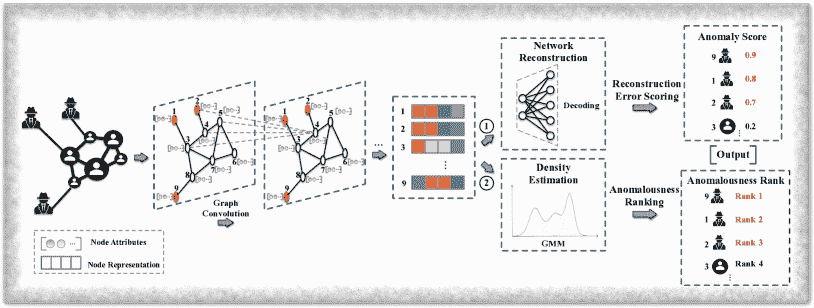 Graph
Convolution
Node Attributes
Node Representation
1
2
3
4
5
6
7
8
9
1
2
3
4
5
6
7
8
9
...
1
2
3
9
1
2
Network
Reconstruction
Decoding
Density
Estimation
GMM
Reconstruction
Error Scoring
Anomalousness
Ranking
Anomaly Score
9 0.9
1 0.8
2 0.7
3 0.2
Output
Anomalousness Rank
9 Rank 1
1 Rank 2
2 Rank 3
3 Rank 4